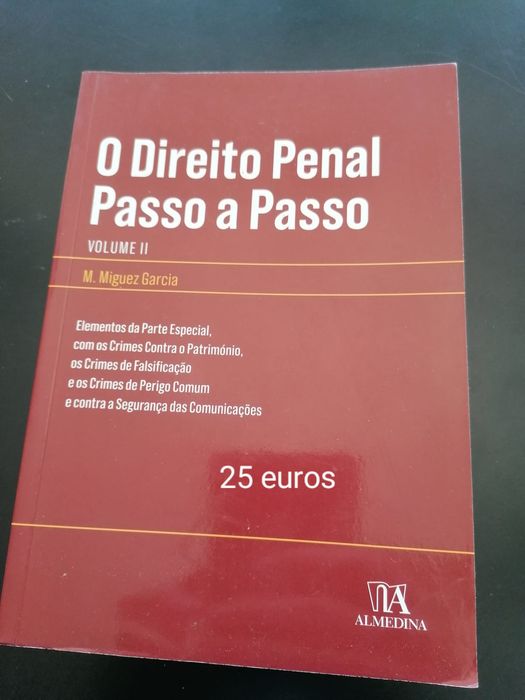 O Direito Penal
Passo a Passo
VOLUME II
M. Miguez Garcia
Elementos da Parte Especial,
com os Crimes Contra o Património,
os Crimes de Falsificação
e os Crimes de Perigo Comum
e contra a Segurança das Comunicações
25 euros
ALMEDINA